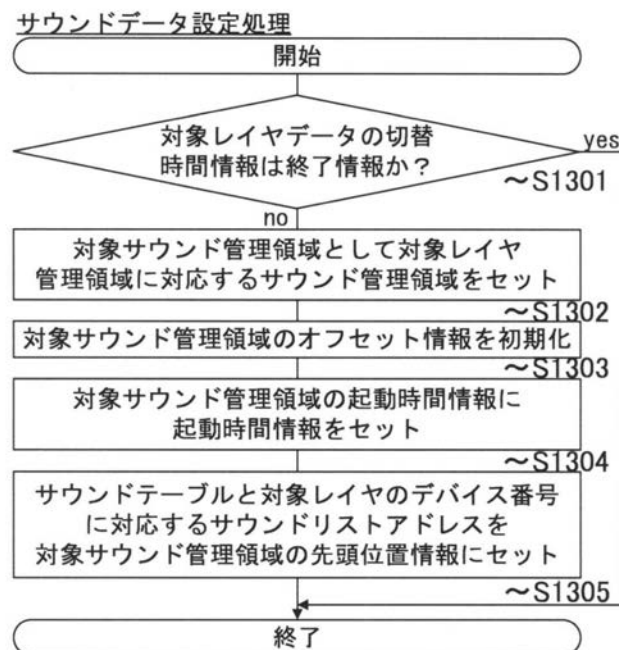 サウンドデータ設定処理
開始
対象レイヤデータの切替
時間情報は終了情報か？
yes
～S1301
no
対象サウンド管理領域として対象レイヤ
管理領域に対応するサウンド管理領域をセット
～S1302
対象サウンド管理領域のオフセット情報を初期化
～S1303
対象サウンド管理領域の起動時間情報に
起動時間情報をセット
～S1304
サウンドテーブルと対象レイヤのデバイス番号
に対応するサウンドリストアドレスを
対象サウンド管理領域の先頭位置情報にセット
～S1305
終了